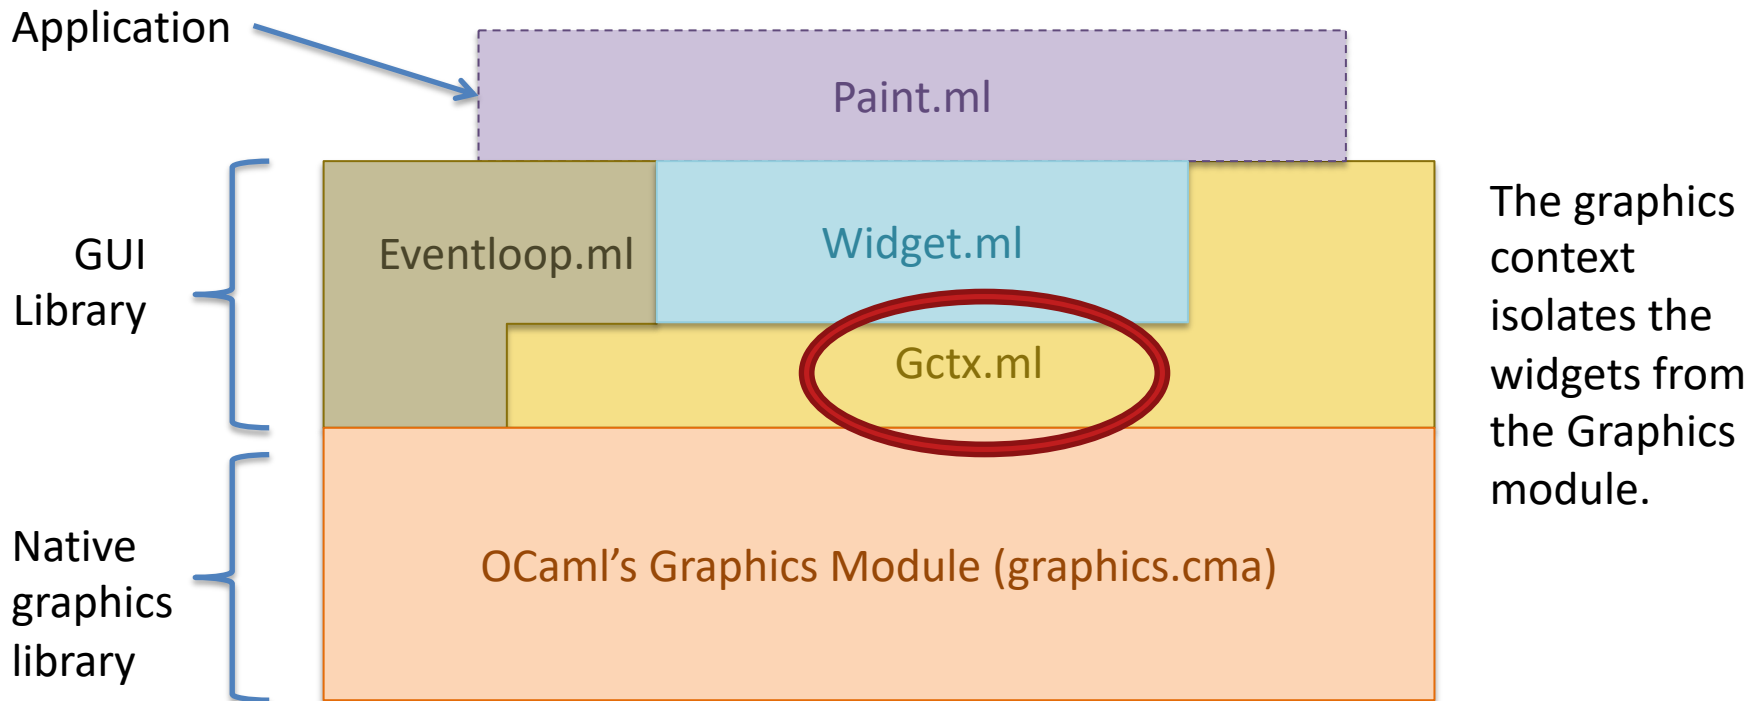 Application
Paint.ml
GUI
Library
Eventloop.ml
Widget.ml
Gctx.ml
The graphics
context
isolates the
widgets from
the Graphics
module.
Native
graphics
library
OCaml’s Graphics Module (graphics.cma)